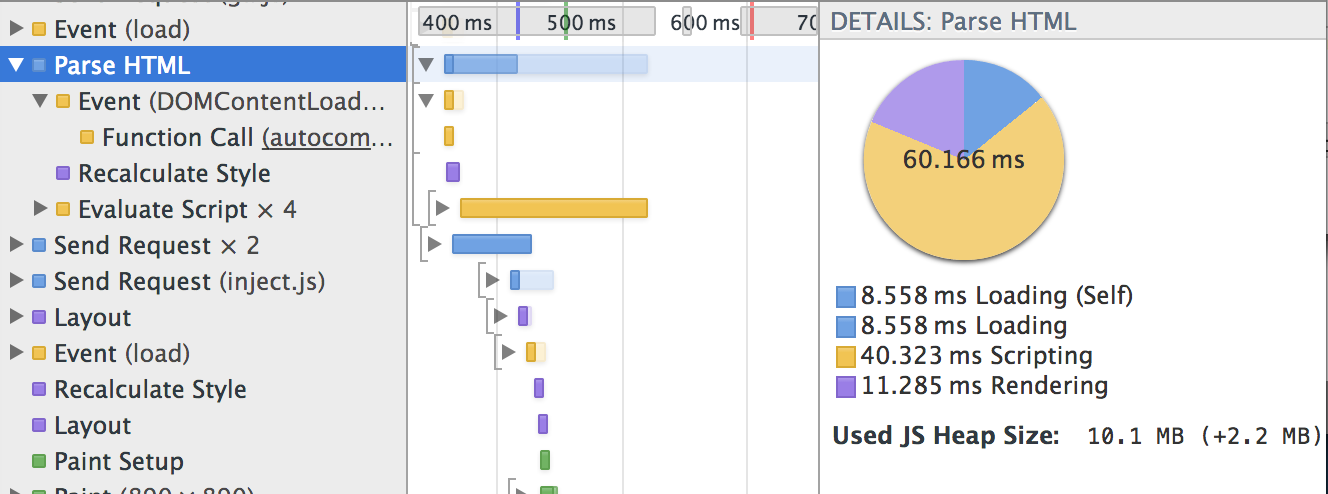 Event (load)
Parse HTML
Event (DOMContentLoad...
Function Call (autocom...
Recalculate Style
Evaluate Script × 4
Send Request × 2
Send Request (inject.js)
Layout
Event (load)
Recalculate Style
Layout
Paint Setup
400 ms 500 ms 600 ms 70
DETAILS: Parse HTML
60.166 ms
8.558 ms Loading (Self)
8.558 ms Loading
40.323 ms Scripting
11.285 ms Rendering
Used JS Heap Size: 10.1 MB (+2.2 MB)